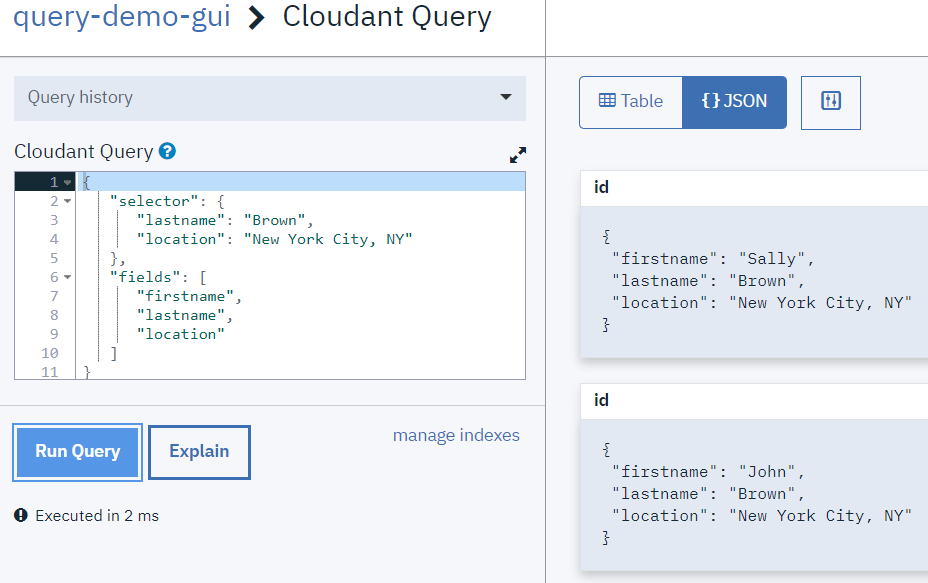 query-demo-gui > Cloudant Query
Query history
Cloudant Query ?
1 {
2 "selector": {
3 "lastname": "Brown",
4 "location": "New York City, NY"
5 },
6 "fields": [
7 "firstname",
8 "lastname",
9 "location"
10 ]
11 }
Run Query
Explain
manage indexes
Executed in 2 ms
Table
{} JSON
id
{
"firstname": "Sally",
"lastname": "Brown",
"location": "New York City, NY"
}
id
{
"firstname": "John",
"lastname": "Brown",
"location": "New York City, NY"
}